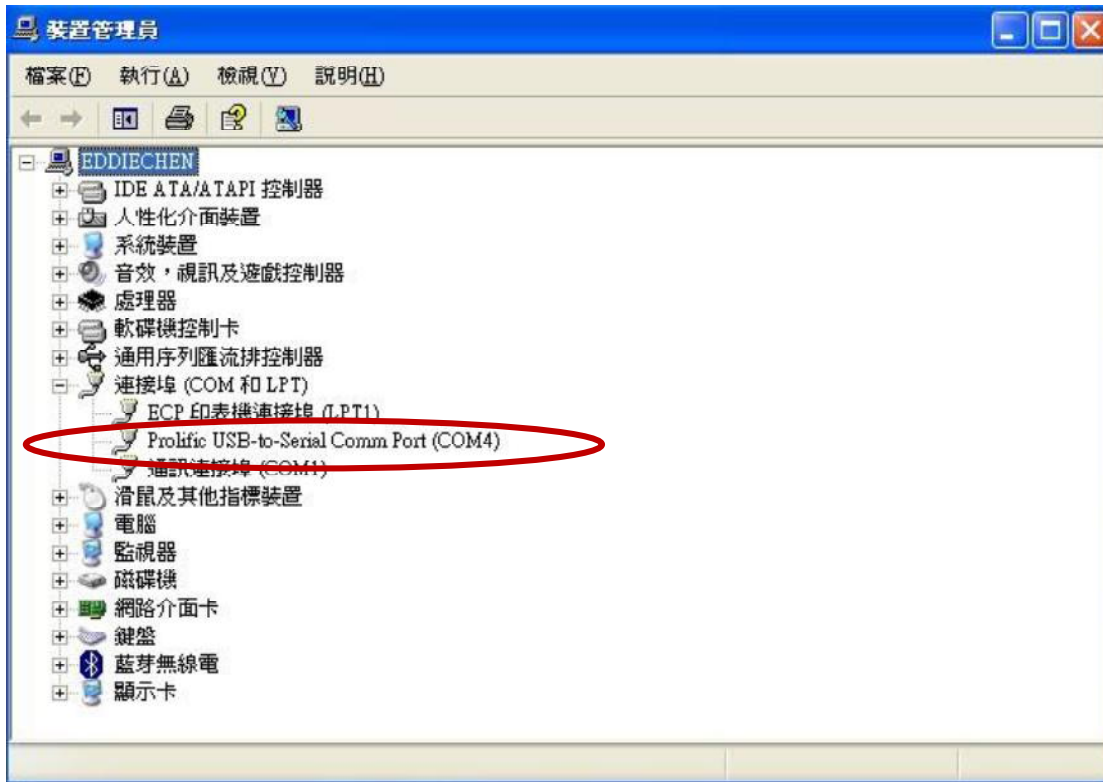 裝置管理員
檔案(F) 執行(A) 檢視(V) 說明(H)
EDDIECHEN
IDE ATA/ATAPI 控制器
人性化介面裝置
系統裝置
音效，視訊及遊戲控制器
處理器
軟碟機控制卡
通用序列匯流排控制器
連接埠 (COM 和 LPT)
ECP 印表機連接埠 (LPT1)
Prolific USB-to-Serial Comm Port (COM4)
通訊連接埠 (COM1)
滑鼠及其他指標裝置
電腦
監視器
磁碟機
網路介面卡
鍵盤
藍芽無線電
顯示卡